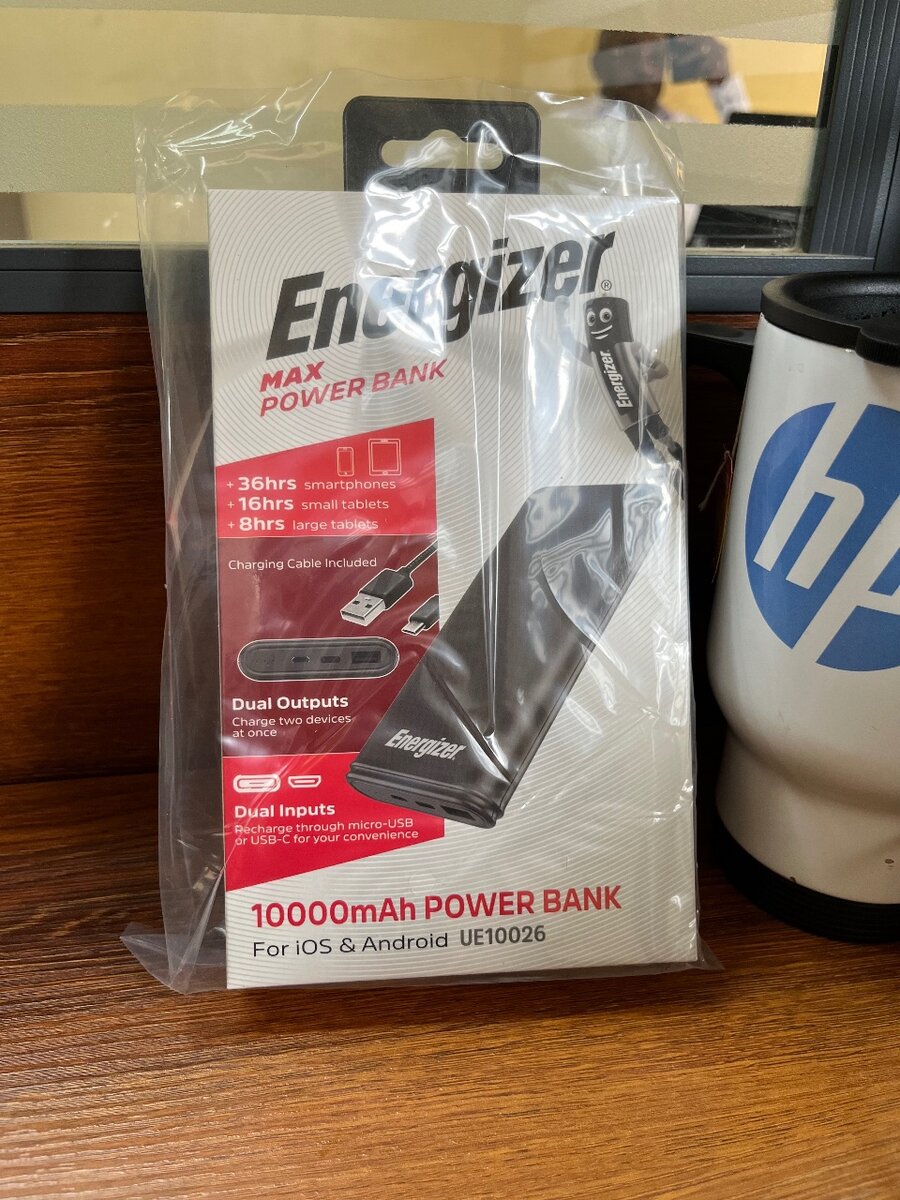 Energizer®
Energizer
MAX
POWER BANK
+ 36hrs smartphones
+ 16hrs small tablets
+ 8hrs large tablets
Charging Cable Included
Dual Outputs
Charge two devices
at once
Energizer
Dual Inputs
Recharge through micro-USB
or USB-C for your convenience
10000mAh POWER BANK
For iOS & Android UE10026
hp